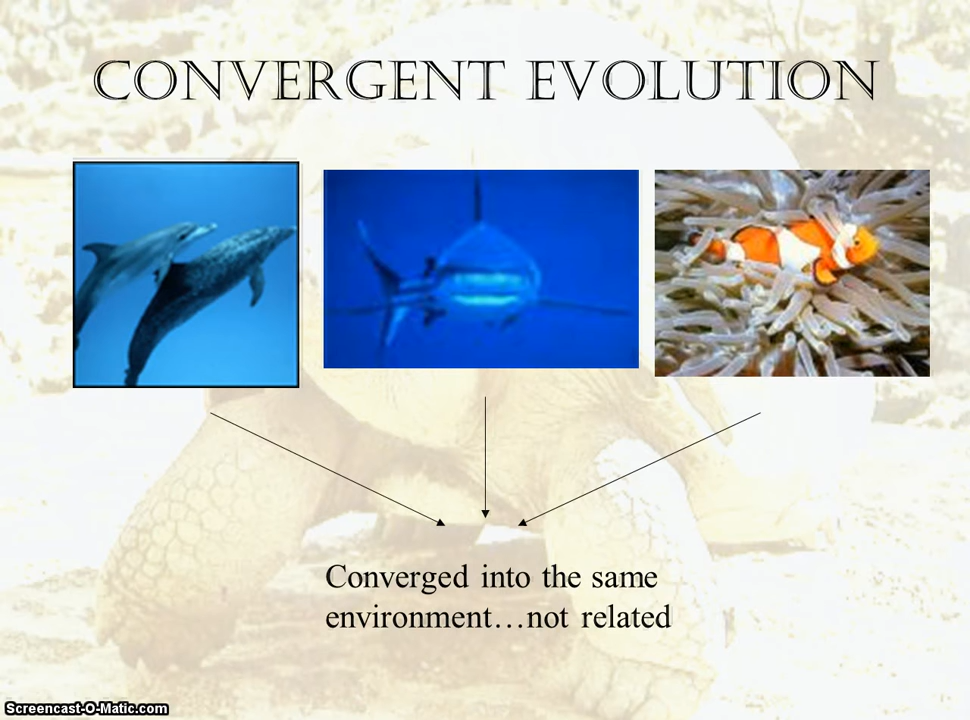 CONVERGENT EVOLUTION
Converged into the same
environment…not related
Screencast-O-Matic.com